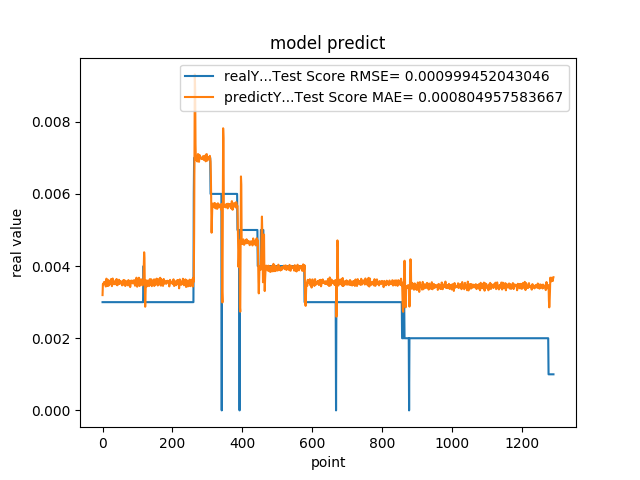 model predict
realY...Test Score RMSE= 0.000999452043046
predictY...Test Score MAE= 0.000804957583667
0.008
0.006
0.004
0.002
0.000
real value
0 200 400 600 800 1000 1200
point